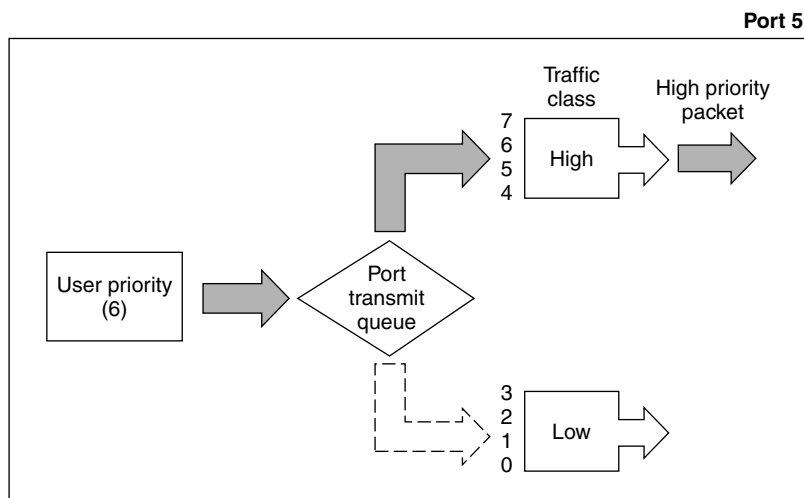 Port 5
Traffic
class
High priority
packet
7
6
5
4
High
User priority
(6)
Port
transmit
queue
3
2
1
0
Low